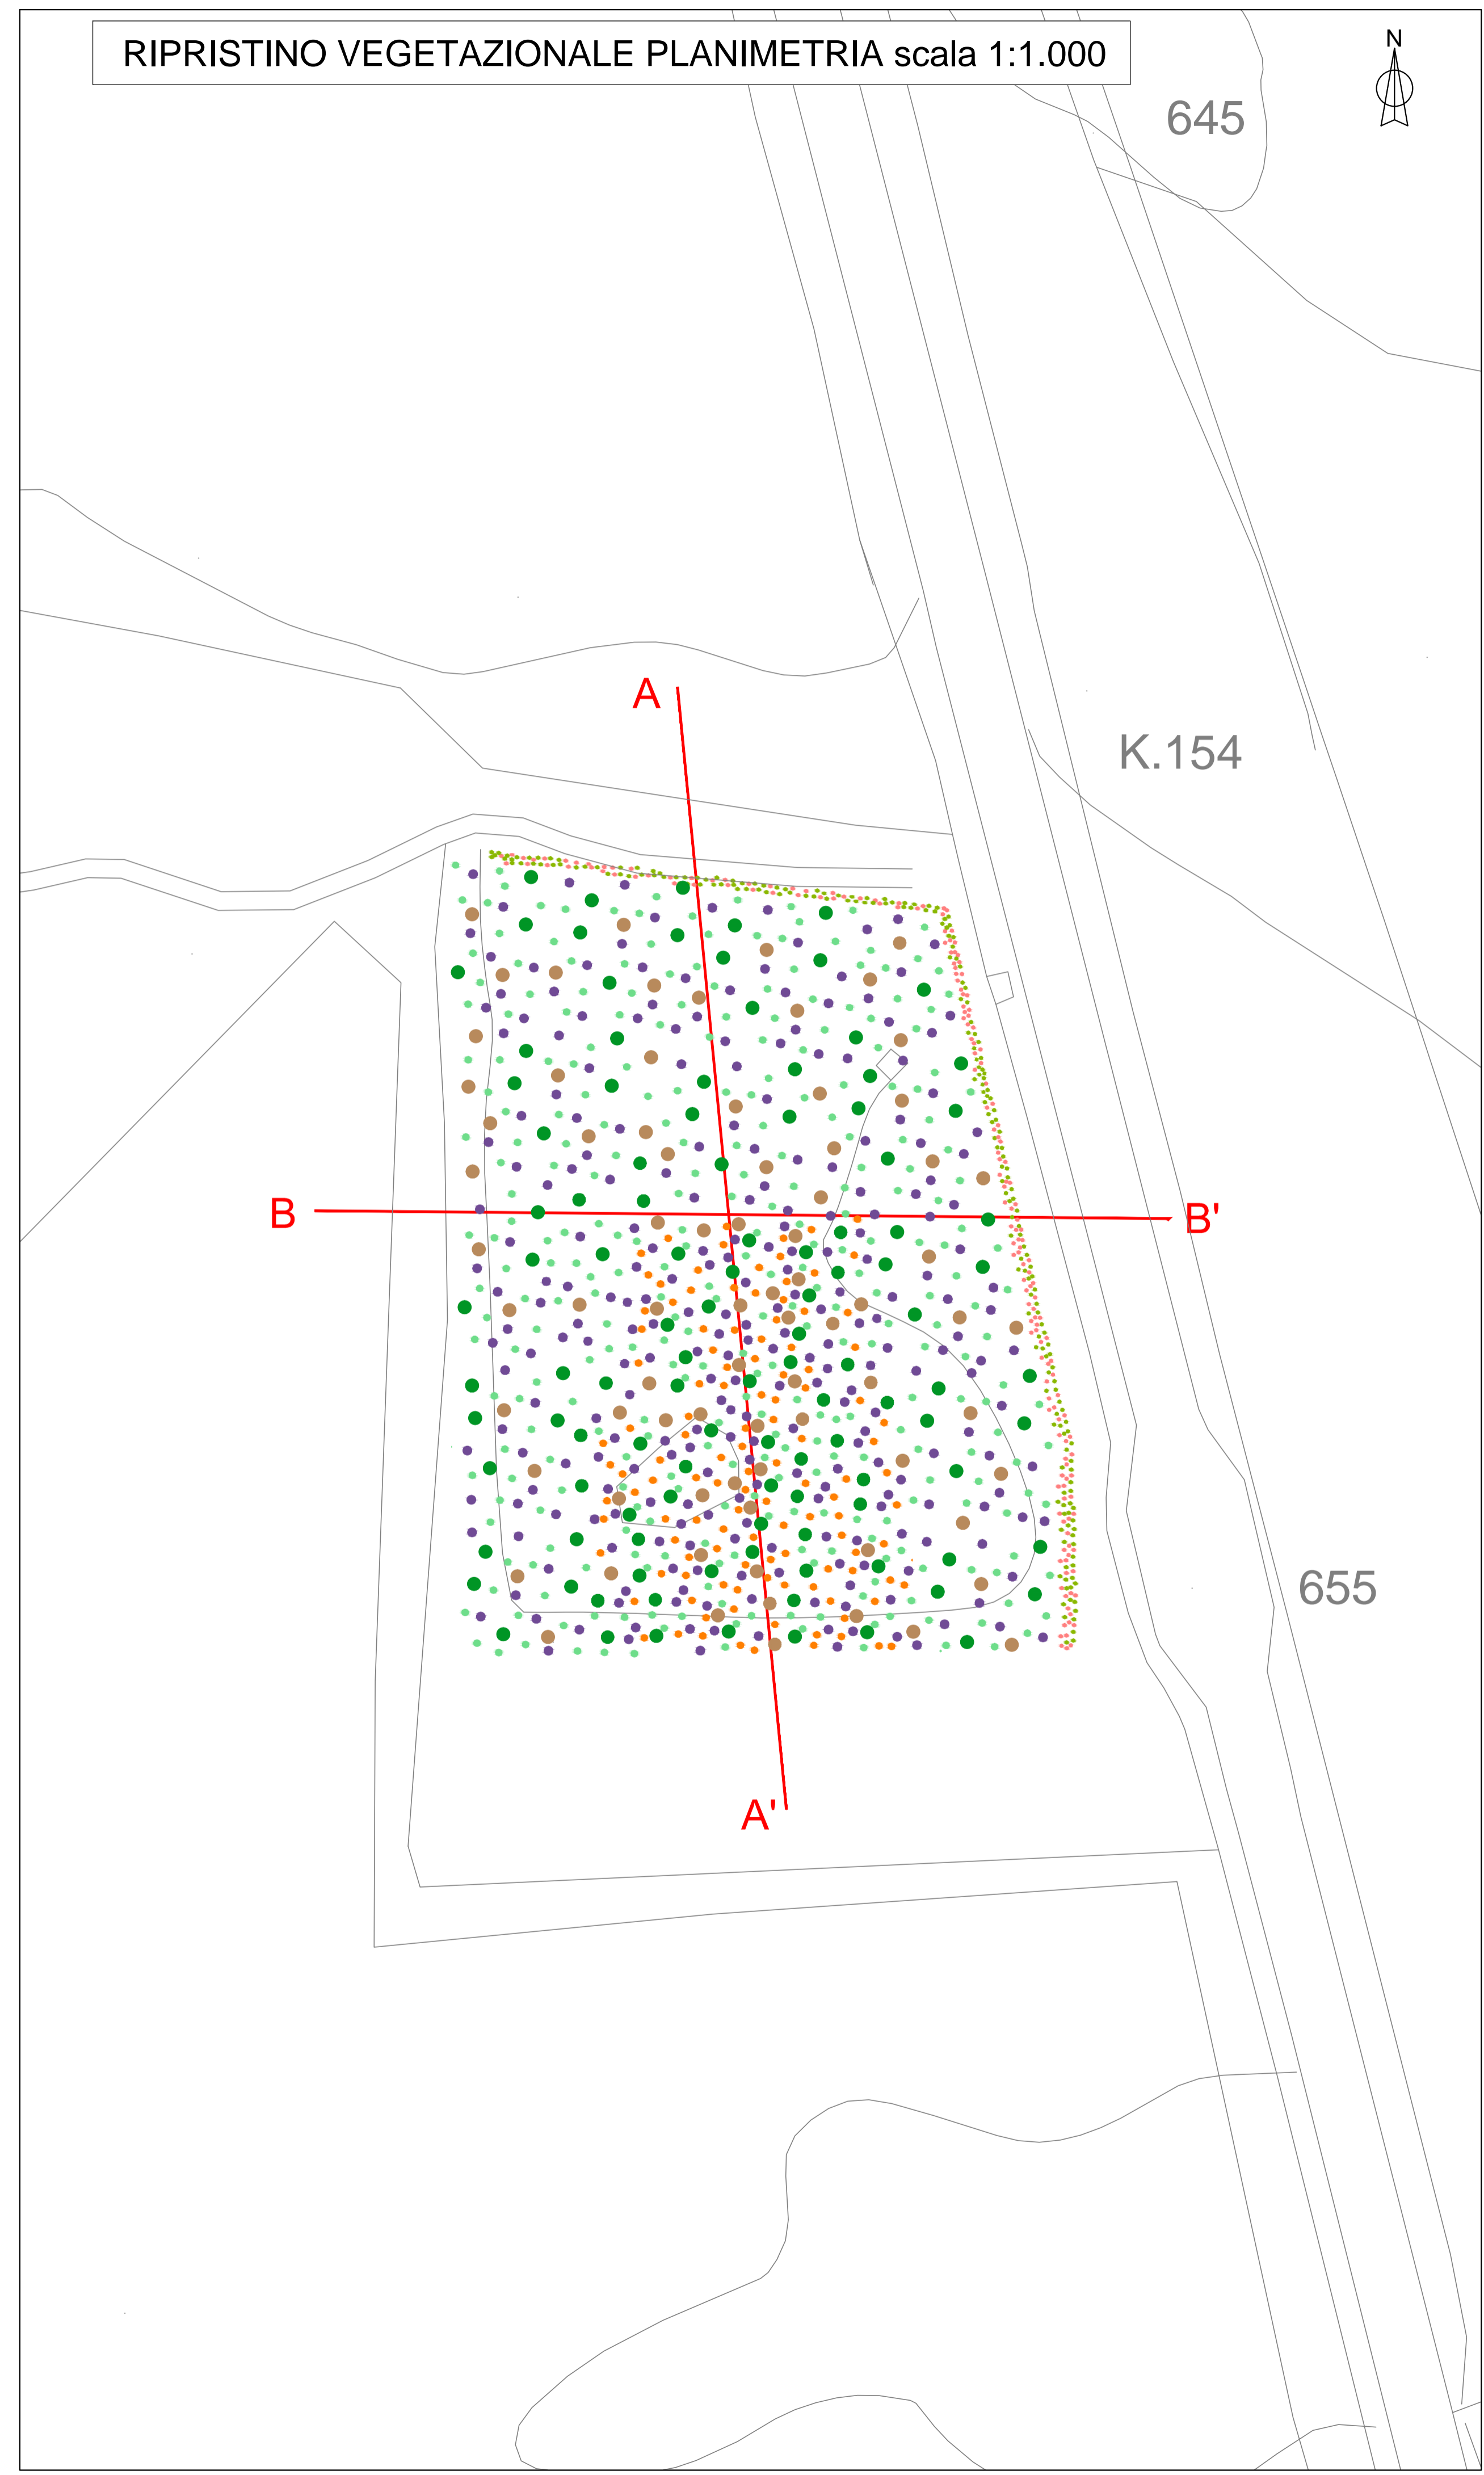 RIPRISTINO VEGETAZIONALE PLANIMETRIA scala 1:1.000
N
645
A
K.154
B
B'
655
A'